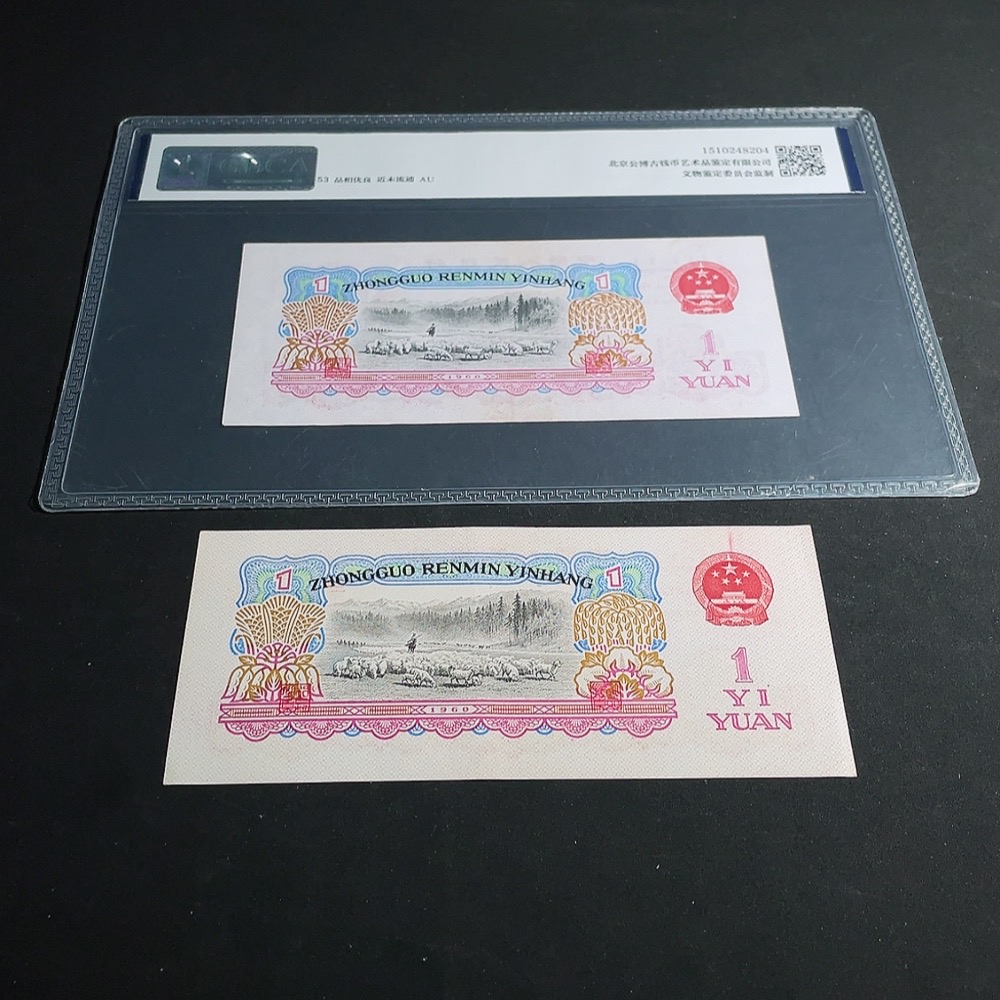 1510248204
北京公博古钱币艺术品鉴定有限公司
53 品相优良 近未流通 AU
文物鉴定委员会监制
1 ZHONGGUO RENMIN YINHANG 1
1
YI
YUAN
1960
1 ZHONGGUO RENMIN YINHANG 1
1
YI
YUAN
1960